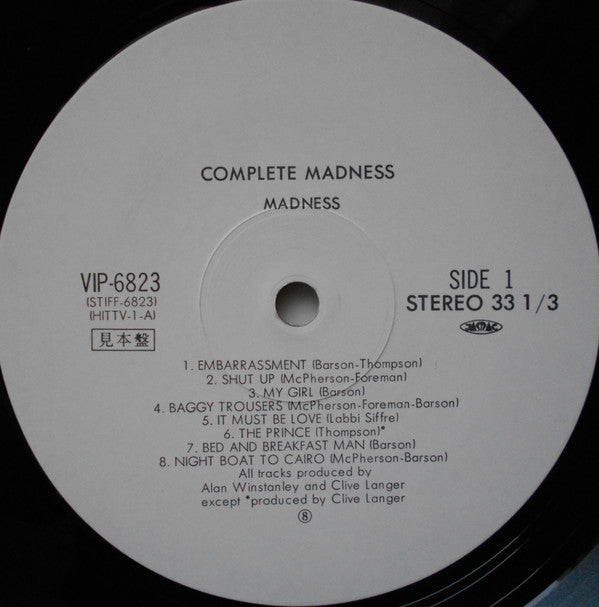 COMPLETE MADNESS
MADNESS
VIP-6823
(STIFF-6823)
(HITTV-1-A)
見本盤
SIDE 1
STEREO 33 1/3
JASRAC
1. EMBARRASSMENT (Barson-Thompson)
2. SHUT UP (McPherson-Foreman)
3. MY GIRL (Barson)
4. BAGGY TROUSERS (McPherson-Foreman-Barson)
5. IT MUST BE LOVE (Labbi Siffre)
6. THE PRINCE (Thompson)*
7. BED AND BREAKFAST MAN (Barson)
8. NIGHT BOAT TO CAIRO (McPherson-Barson)
All tracks produced by
Alan Winstanley and Clive Langer
except *produced by Clive Langer
⑧